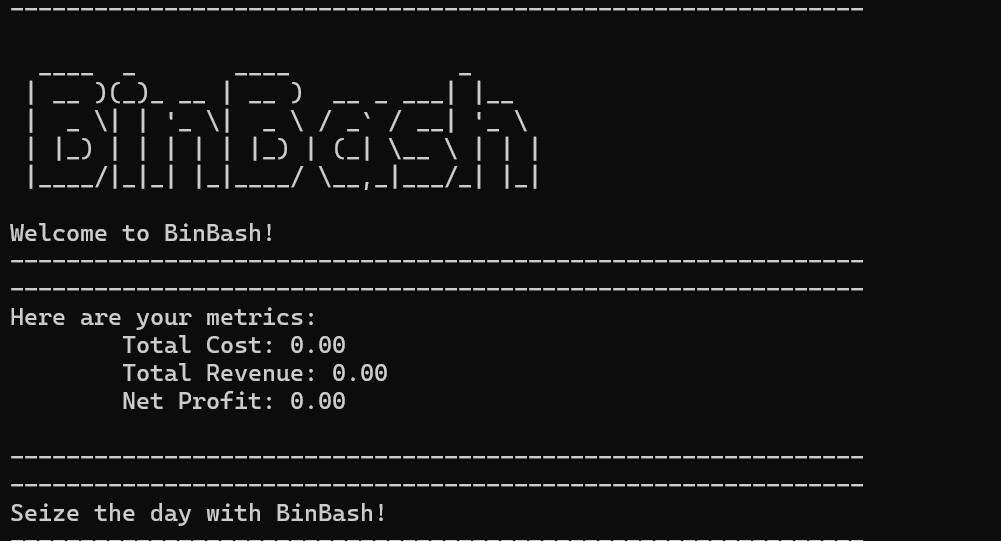 BinBash
Welcome to BinBash!
Here are your metrics:
Total Cost: 0.00
Total Revenue: 0.00
Net Profit: 0.00
Seize the day with BinBash!